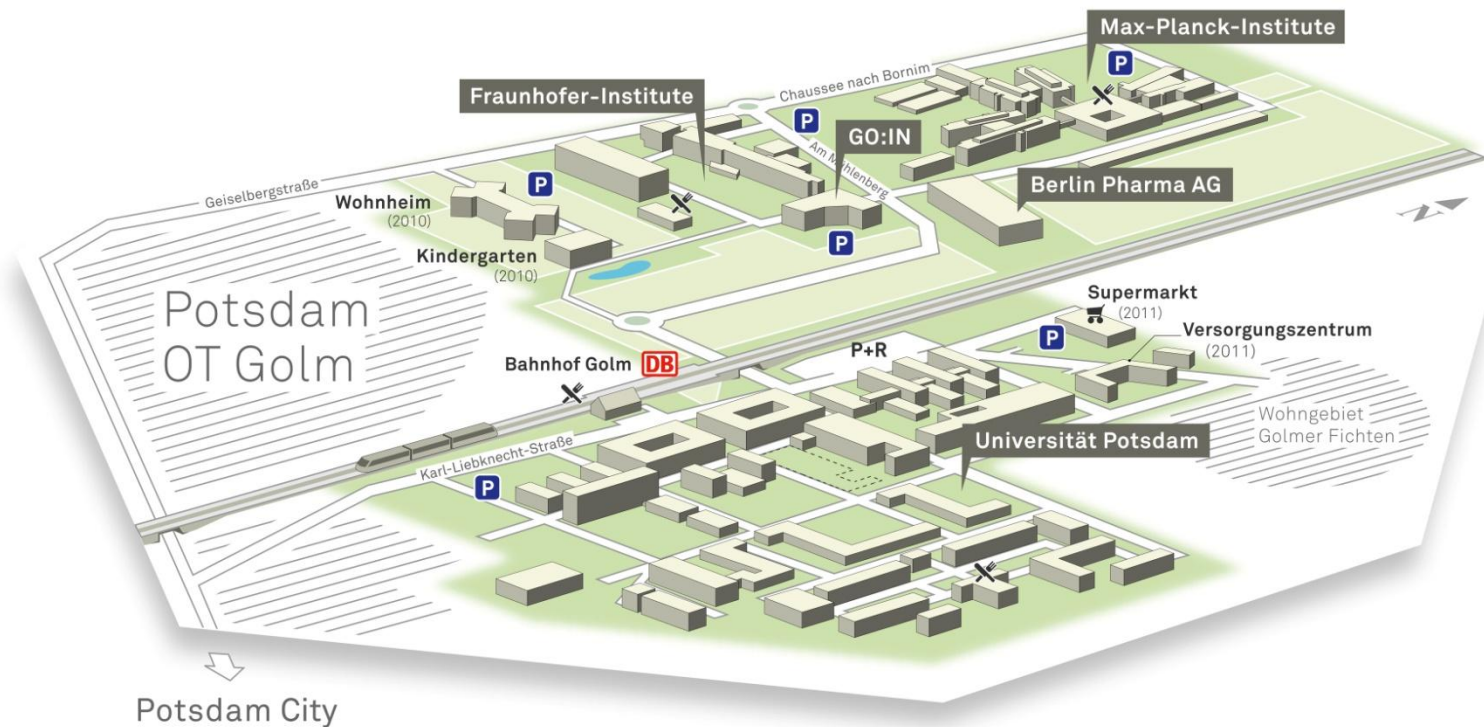 Max-Planck-Institute
P
Chaussee nach Bornim
Fraunhofer-Institute
P
GO:IN
Am Mühlenberg
Geiselbergstraße
P
Berlin Pharma AG
Wohnheim
(2010)
P
N
Kindergarten
(2010)
Potsdam
OT Golm
Supermarkt
(2011)
Versorgungszentrum
(2011)
P
P+R
Bahnhof Golm DB
Wohngebiet
Golmer Fichten
Universität Potsdam
Karl-Liebknecht-Straße
P
Potsdam City